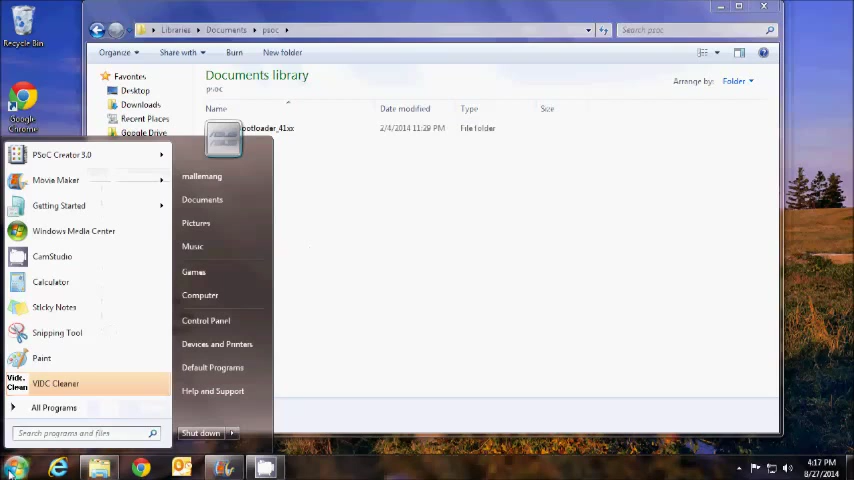 Recycle Bin
Google Chrome
Libraries ▸ Documents ▸ psoc ▸
Search psoc
Organize Share with Burn New folder
Favorites
Desktop
Downloads
Recent Places
Google Drive
Documents library
psoc
Arrange by: Folder
Name Date modified Type Size
ootloader_41xx 2/4/2014 11:29 PM File folder
PSoC Creator 3.0
Movie Maker
Getting Started
Windows Media Center
CamStudio
Calculator
Sticky Notes
Snipping Tool
Paint
Vidc. Clean
VIDC Cleaner
All Programs
Search programs and files
mallemang
Documents
Pictures
Music
Games
Computer
Control Panel
Devices and Printers
Default Programs
Help and Support
Shut down
4:17 PM
8/27/2014